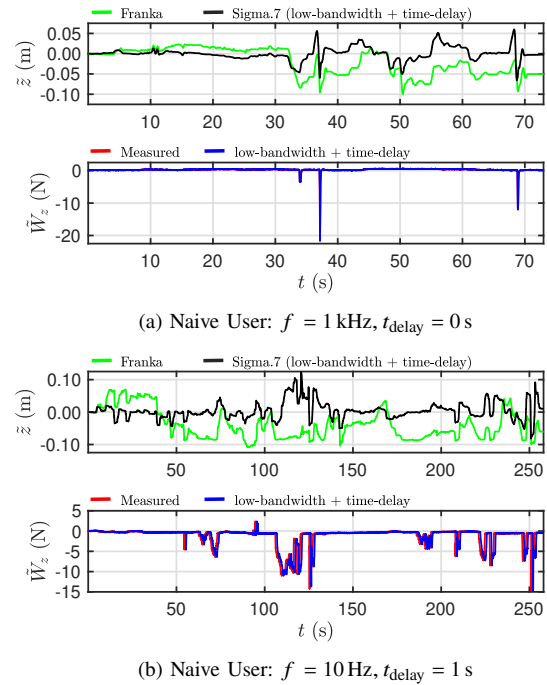 Franka Sigma.7 (low-bandwidth + time-delay)
0.05
0.00
-0.05
-0.10
z̃ (m)
10 20 30 40 50 60 70
Measured low-bandwidth + time-delay
0
-10
-20
W̃z (N)
10 20 30 40 50 60 70
t (s)
(a) Naive User: f = 1 kHz, tdelay = 0 s
Franka Sigma.7 (low-bandwidth + time-delay)
0.10
0.00
-0.10
z̃ (m)
50 100 150 200 250
Measured low-bandwidth + time-delay
5
0
-5
-10
-15
W̃z (N)
50 100 150 200 250
t (s)
(b) Naive User: f = 10 Hz, tdelay = 1 s